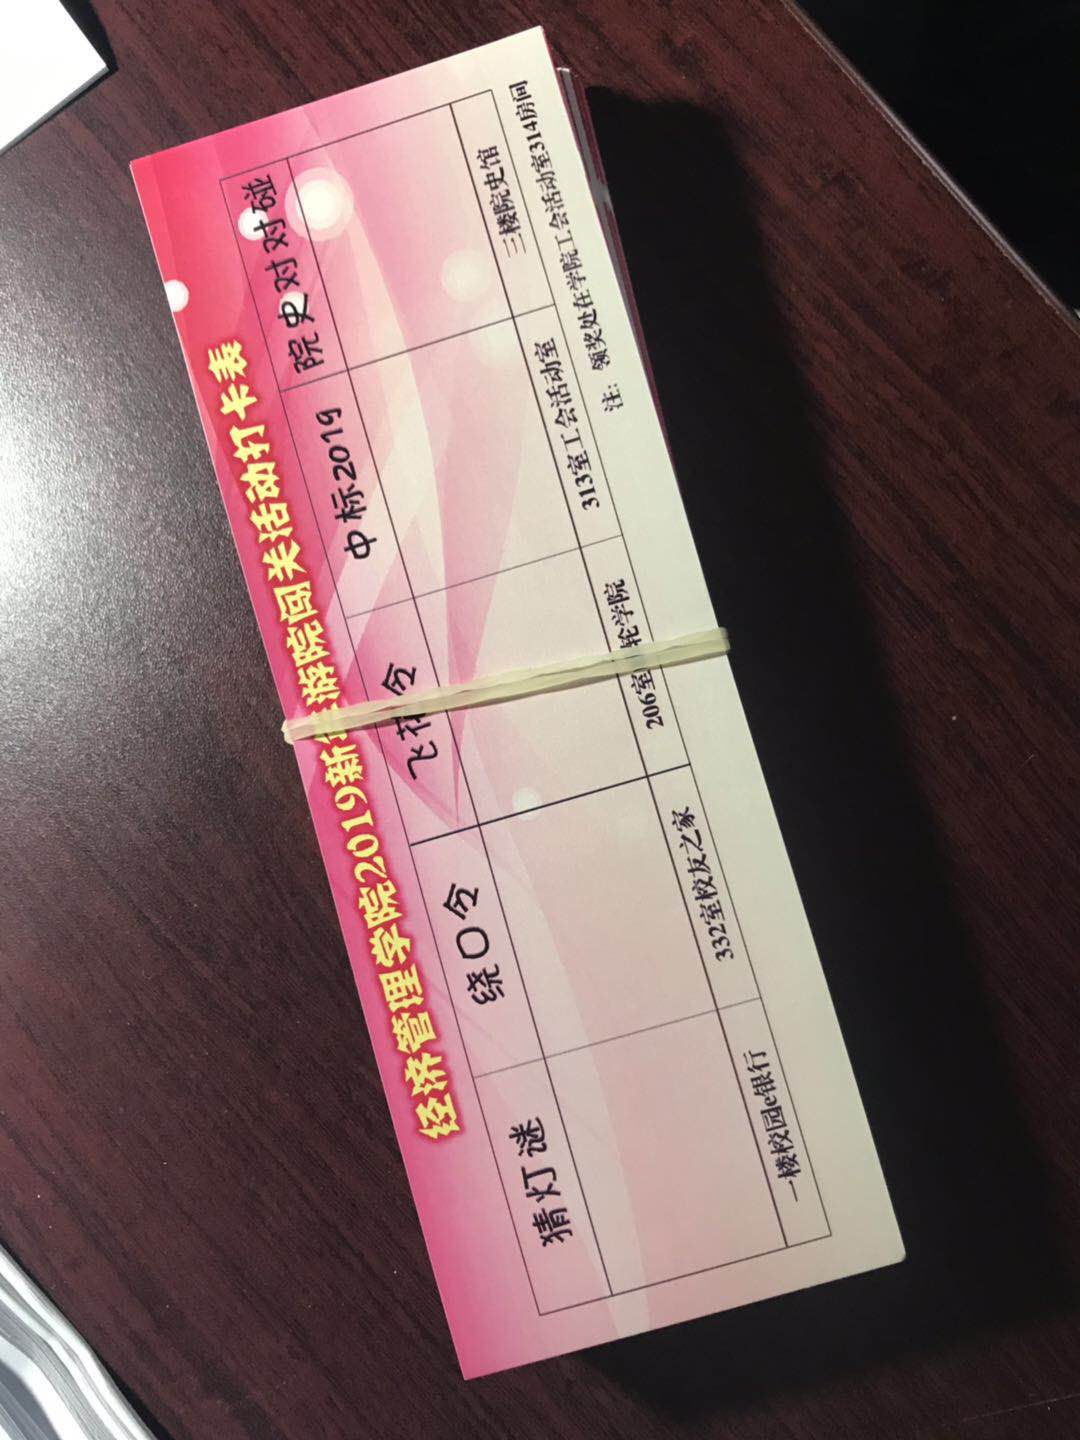 经济管理学院2019新年游院闯关活动打卡表
猜灯谜 绕口令 飞花令 中标2019 院史对对碰
一楼校园e银行 332室校友之家 206室 轮学院 313室工会活动室 三楼院史馆
注：领奖处在学院工会活动室314房间